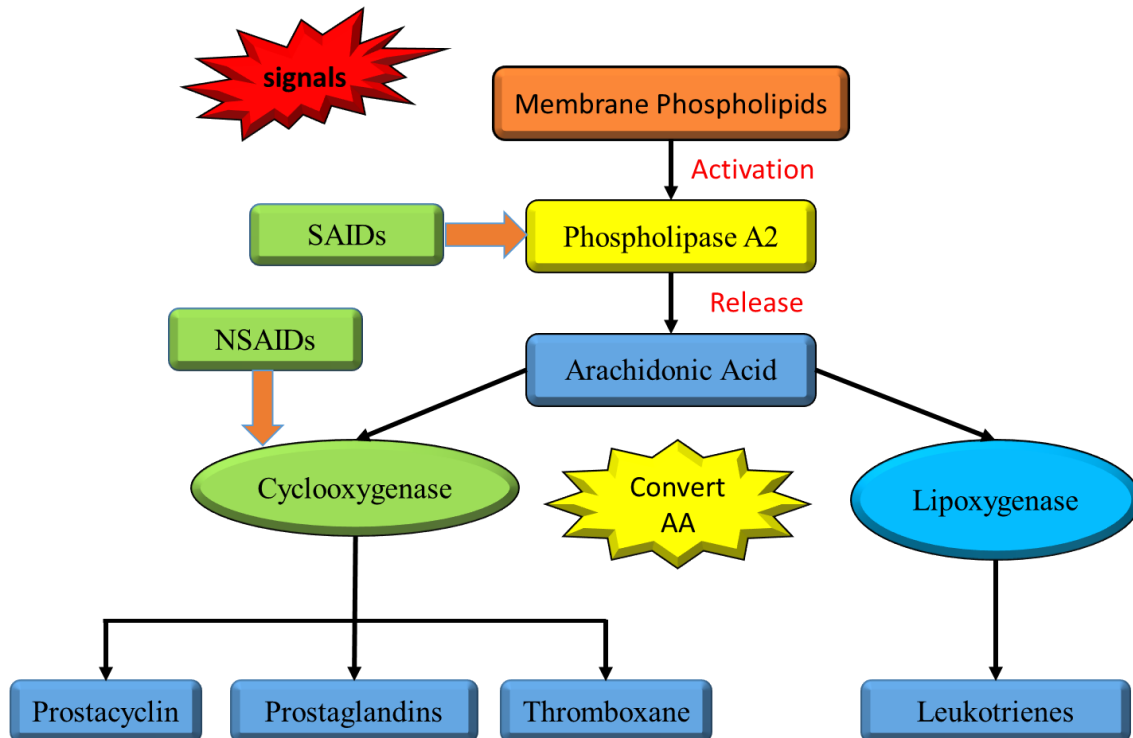 signals
Membrane Phospholipids
Activation
SAIDs
Phospholipase A2
Release
NSAIDs
Arachidonic Acid
Cyclooxygenase
Convert
AA
Lipoxygenase
Prostacyclin
Prostaglandins
Thromboxane
Leukotrienes